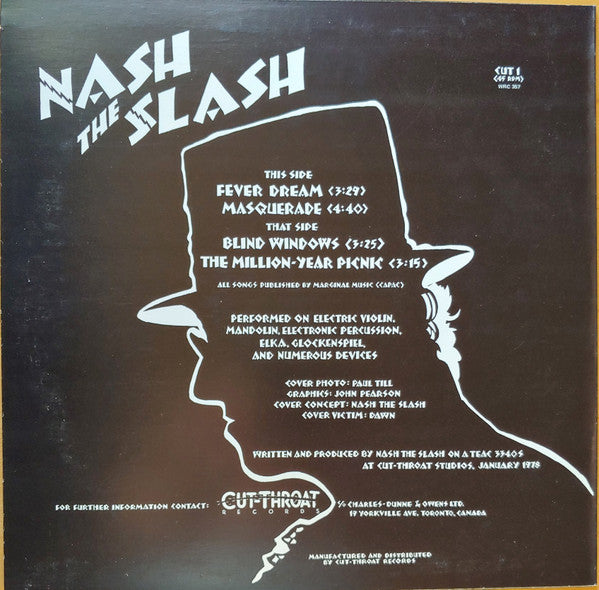 NASH
THE SLASH
CUT 1
(45 RPM)
WRC 357
THIS SIDE
FEVER DREAM (3:29)
MASQUERADE (4:40)
THAT SIDE
BLIND WINDOWS (3:25)
THE MILLION-YEAR PICNIC (3:15)
ALL SONGS PUBLISHED BY MARGINAL MUSIC (CAPAC)
PERFORMED ON ELECTRIC VIOLIN,
MANDOLIN, ELECTRONIC PERCUSSION,
ELKA, GLOCKENSPIEL,
AND NUMEROUS DEVICES
COVER PHOTO: PAUL TILL
GRAPHICS: JOHN PEARSON
COVER CONCEPT: NASH THE SLASH
COVER VICTIM: DAWN
WRITTEN AND PRODUCED BY NASH THE SLASH ON A TEAC 3340S
AT CUT-THROAT STUDIOS, JANUARY 1978
FOR FURTHER INFORMATION CONTACT: CUT-THROAT RECORDS c/o CHARLES-DUNNE & OWENS LTD.
19 YORKVILLE AVE. TORONTO, CANADA
MANUFACTURED AND DISTRIBUTED
BY CUT-THROAT RECORDS